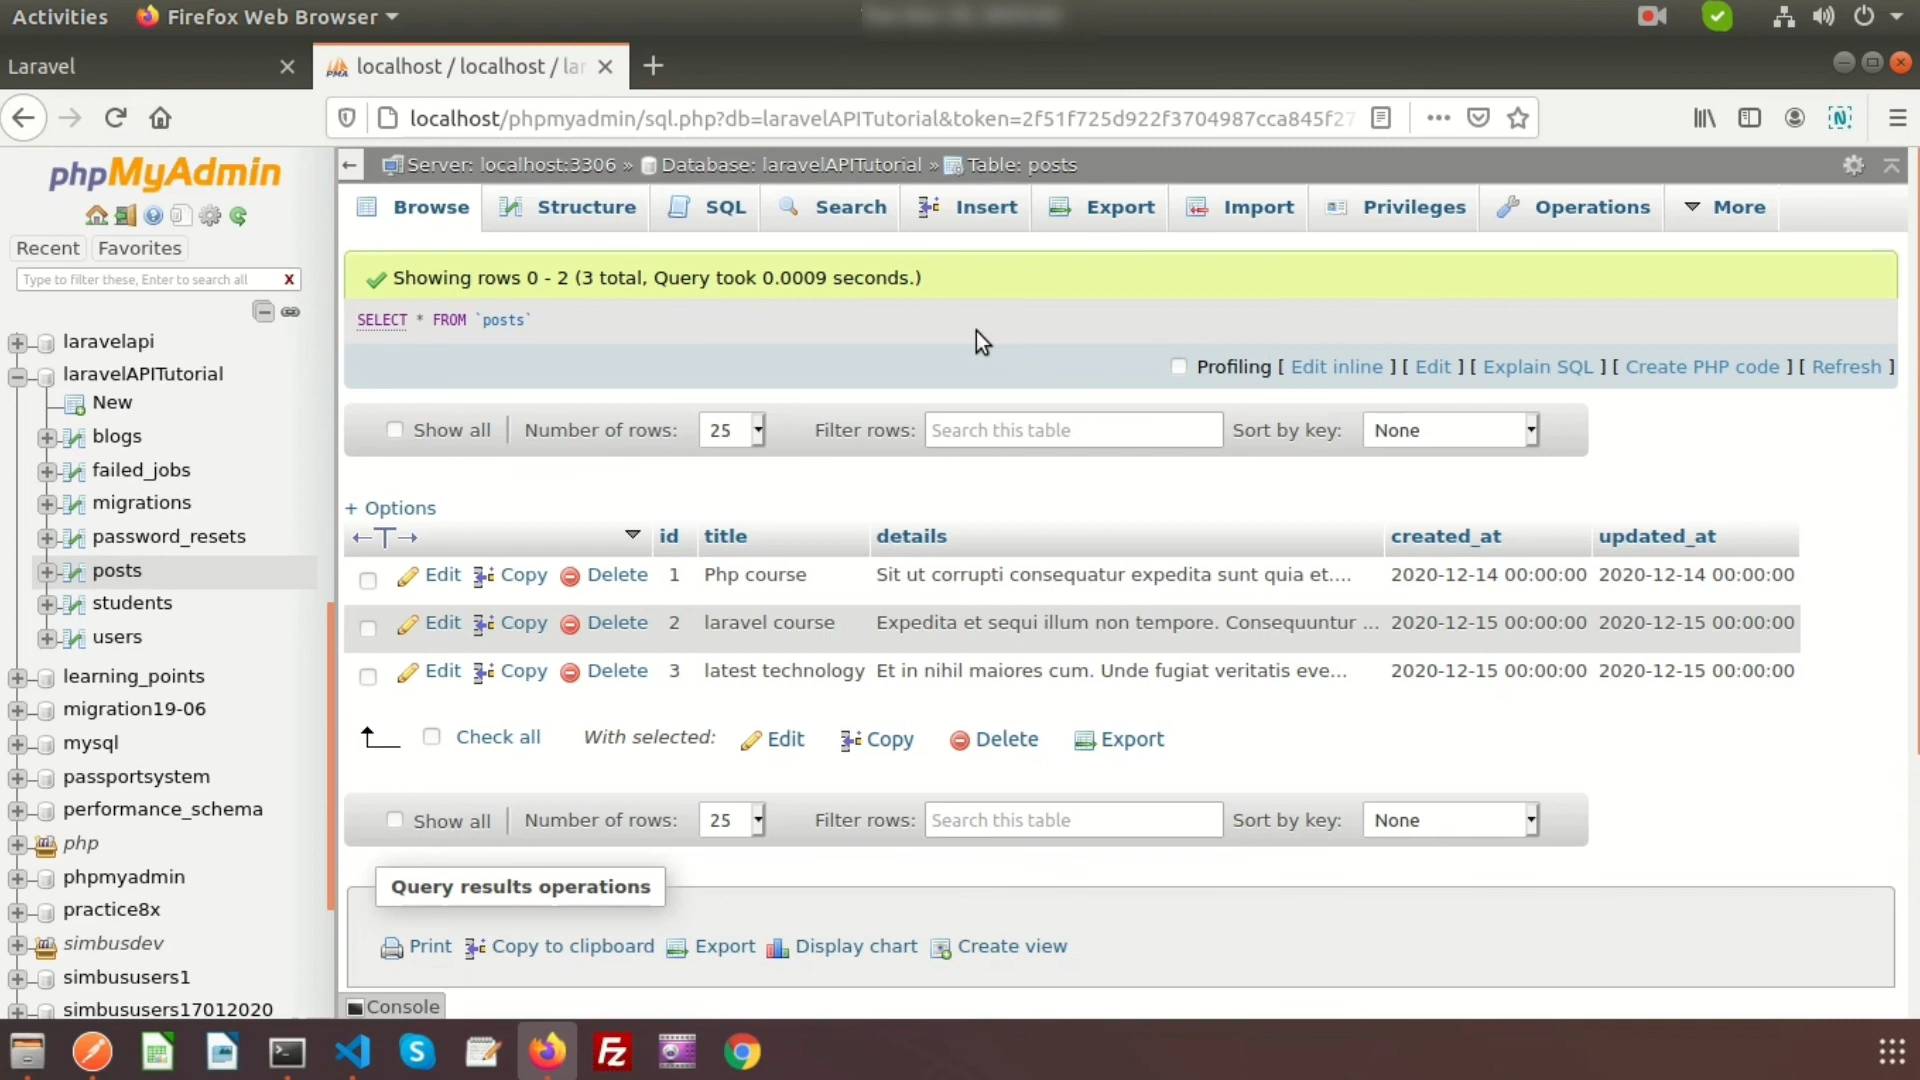 Activities Firefox Web Browser
Laravel
localhost / localhost / lar
localhost/phpmyadmin/sql.php?db=laravelAPITutorial&token=2f51f725d922f3704987cca845f27
phpMyAdmin
Recent Favorites
Type to filter these, Enter to search all X
laravelapi
laravelAPITutorial
New
blogs
failed_jobs
migrations
password_resets
posts
students
users
learning_points
migration19-06
mysql
passportsystem
performance_schema
php
phpmyadmin
practice8x
simbusdev
simbususers1
simbususers17012020
Server: localhost:3306 » Database: laravelAPITutorial » Table: posts
Browse Structure SQL Search Insert Export Import Privileges Operations More
Showing rows 0 - 2 (3 total, Query took 0.0009 seconds.)
SELECT * FROM `posts`
Profiling [ Edit inline ] [ Edit ] [ Explain SQL ] [ Create PHP code ] [ Refresh ]
Show all Number of rows: 25 Filter rows: Search this table Sort by key: None
+ Options
id title details created_at updated_at
Edit Copy Delete 1 Php course Sit ut corrupti consequatur expedita sunt quia et.... 2020-12-14 00:00:00 2020-12-14 00:00:00
Edit Copy Delete 2 laravel course Expedita et sequi illum non tempore. Consequuntur ... 2020-12-15 00:00:00 2020-12-15 00:00:00
Edit Copy Delete 3 latest technology Et in nihil maiores cum. Unde fugiat veritatis eve... 2020-12-15 00:00:00 2020-12-15 00:00:00
Check all With selected: Edit Copy Delete Export
Show all Number of rows: 25 Filter rows: Search this table Sort by key: None
Query results operations
Print Copy to clipboard Export Display chart Create view
Console